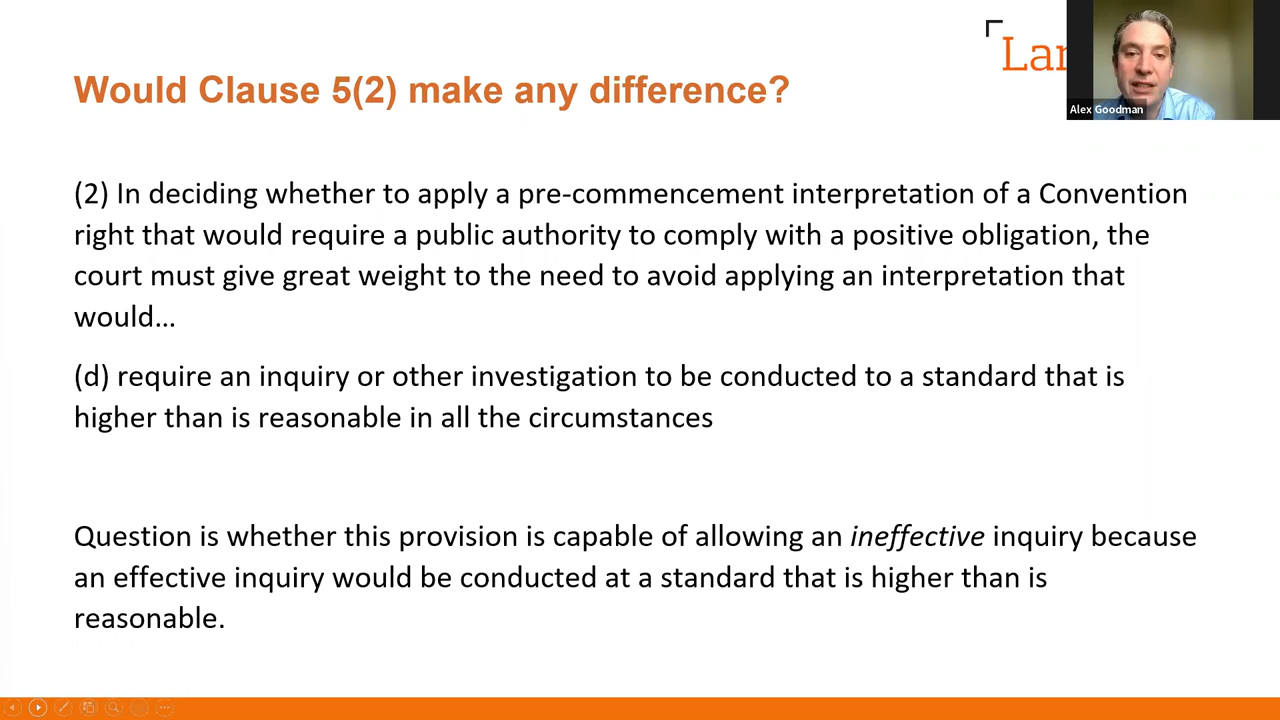 Would Clause 5(2) make any difference?
Alex Goodman
(2) In deciding whether to apply a pre-commencement interpretation of a Convention
right that would require a public authority to comply with a positive obligation, the
court must give great weight to the need to avoid applying an interpretation that
would...
(d) require an inquiry or other investigation to be conducted to a standard that is
higher than is reasonable in all the circumstances
Question is whether this provision is capable of allowing an ineffective inquiry because
an effective inquiry would be conducted at a standard that is higher than is
reasonable.